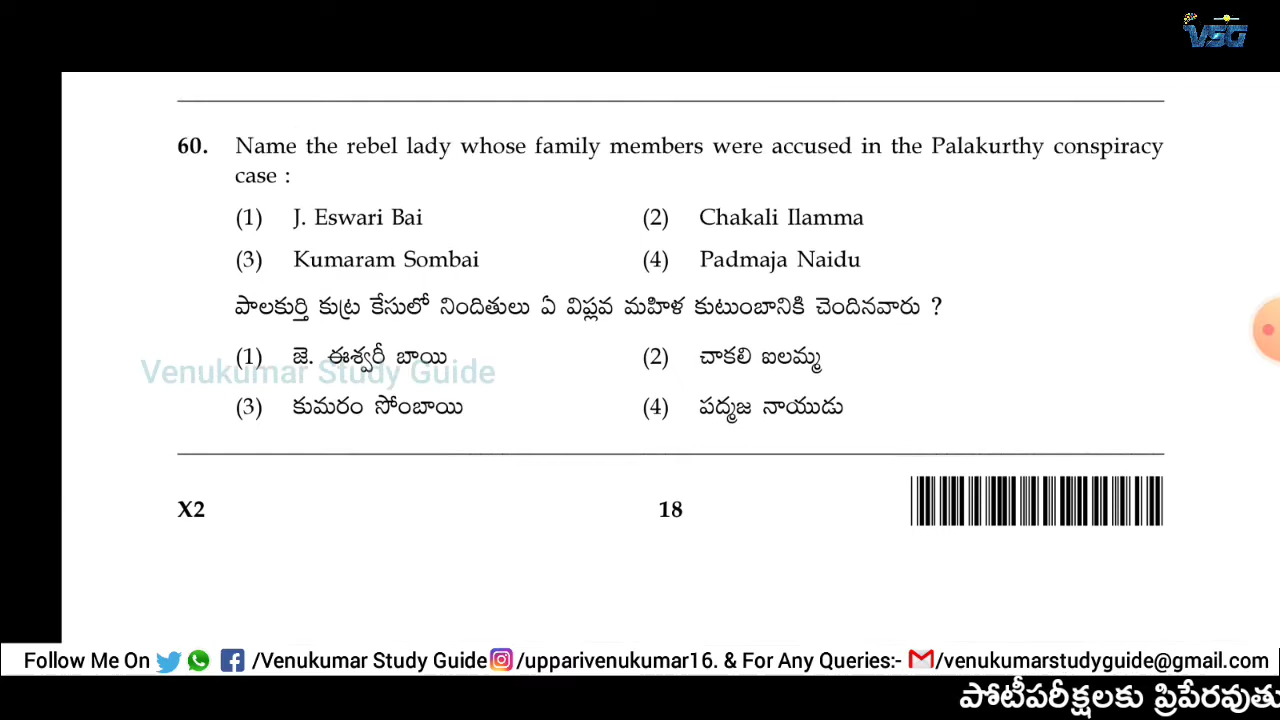 VSG
60. Name the rebel lady whose family members were accused in the Palakurthy conspiracy
case :
(1) J. Eswari Bai (2) Chakali Ilamma
(3) Kumaram Sombai (4) Padmaja Naidu
పాలకుర్తి కుట్ర కేసులో నిందితులు ఏ విప్లవ మహిళ కుటుంబానికి చెందినవారు ?
(1) జె. ఈశ్వరీ బాయి (2) చాకలి ఐలమ్మ
Venukumar Study Guide
(3) కుమరం సోంబాయి (4) పద్మజ నాయుడు
X2 18
Follow Me On /Venukumar Study Guide /upparivenukumar16. & For Any Queries:- /venukumarstudyguide@gmail.com
పోటీపరీక్షలకు ప్రిపేరవుతు